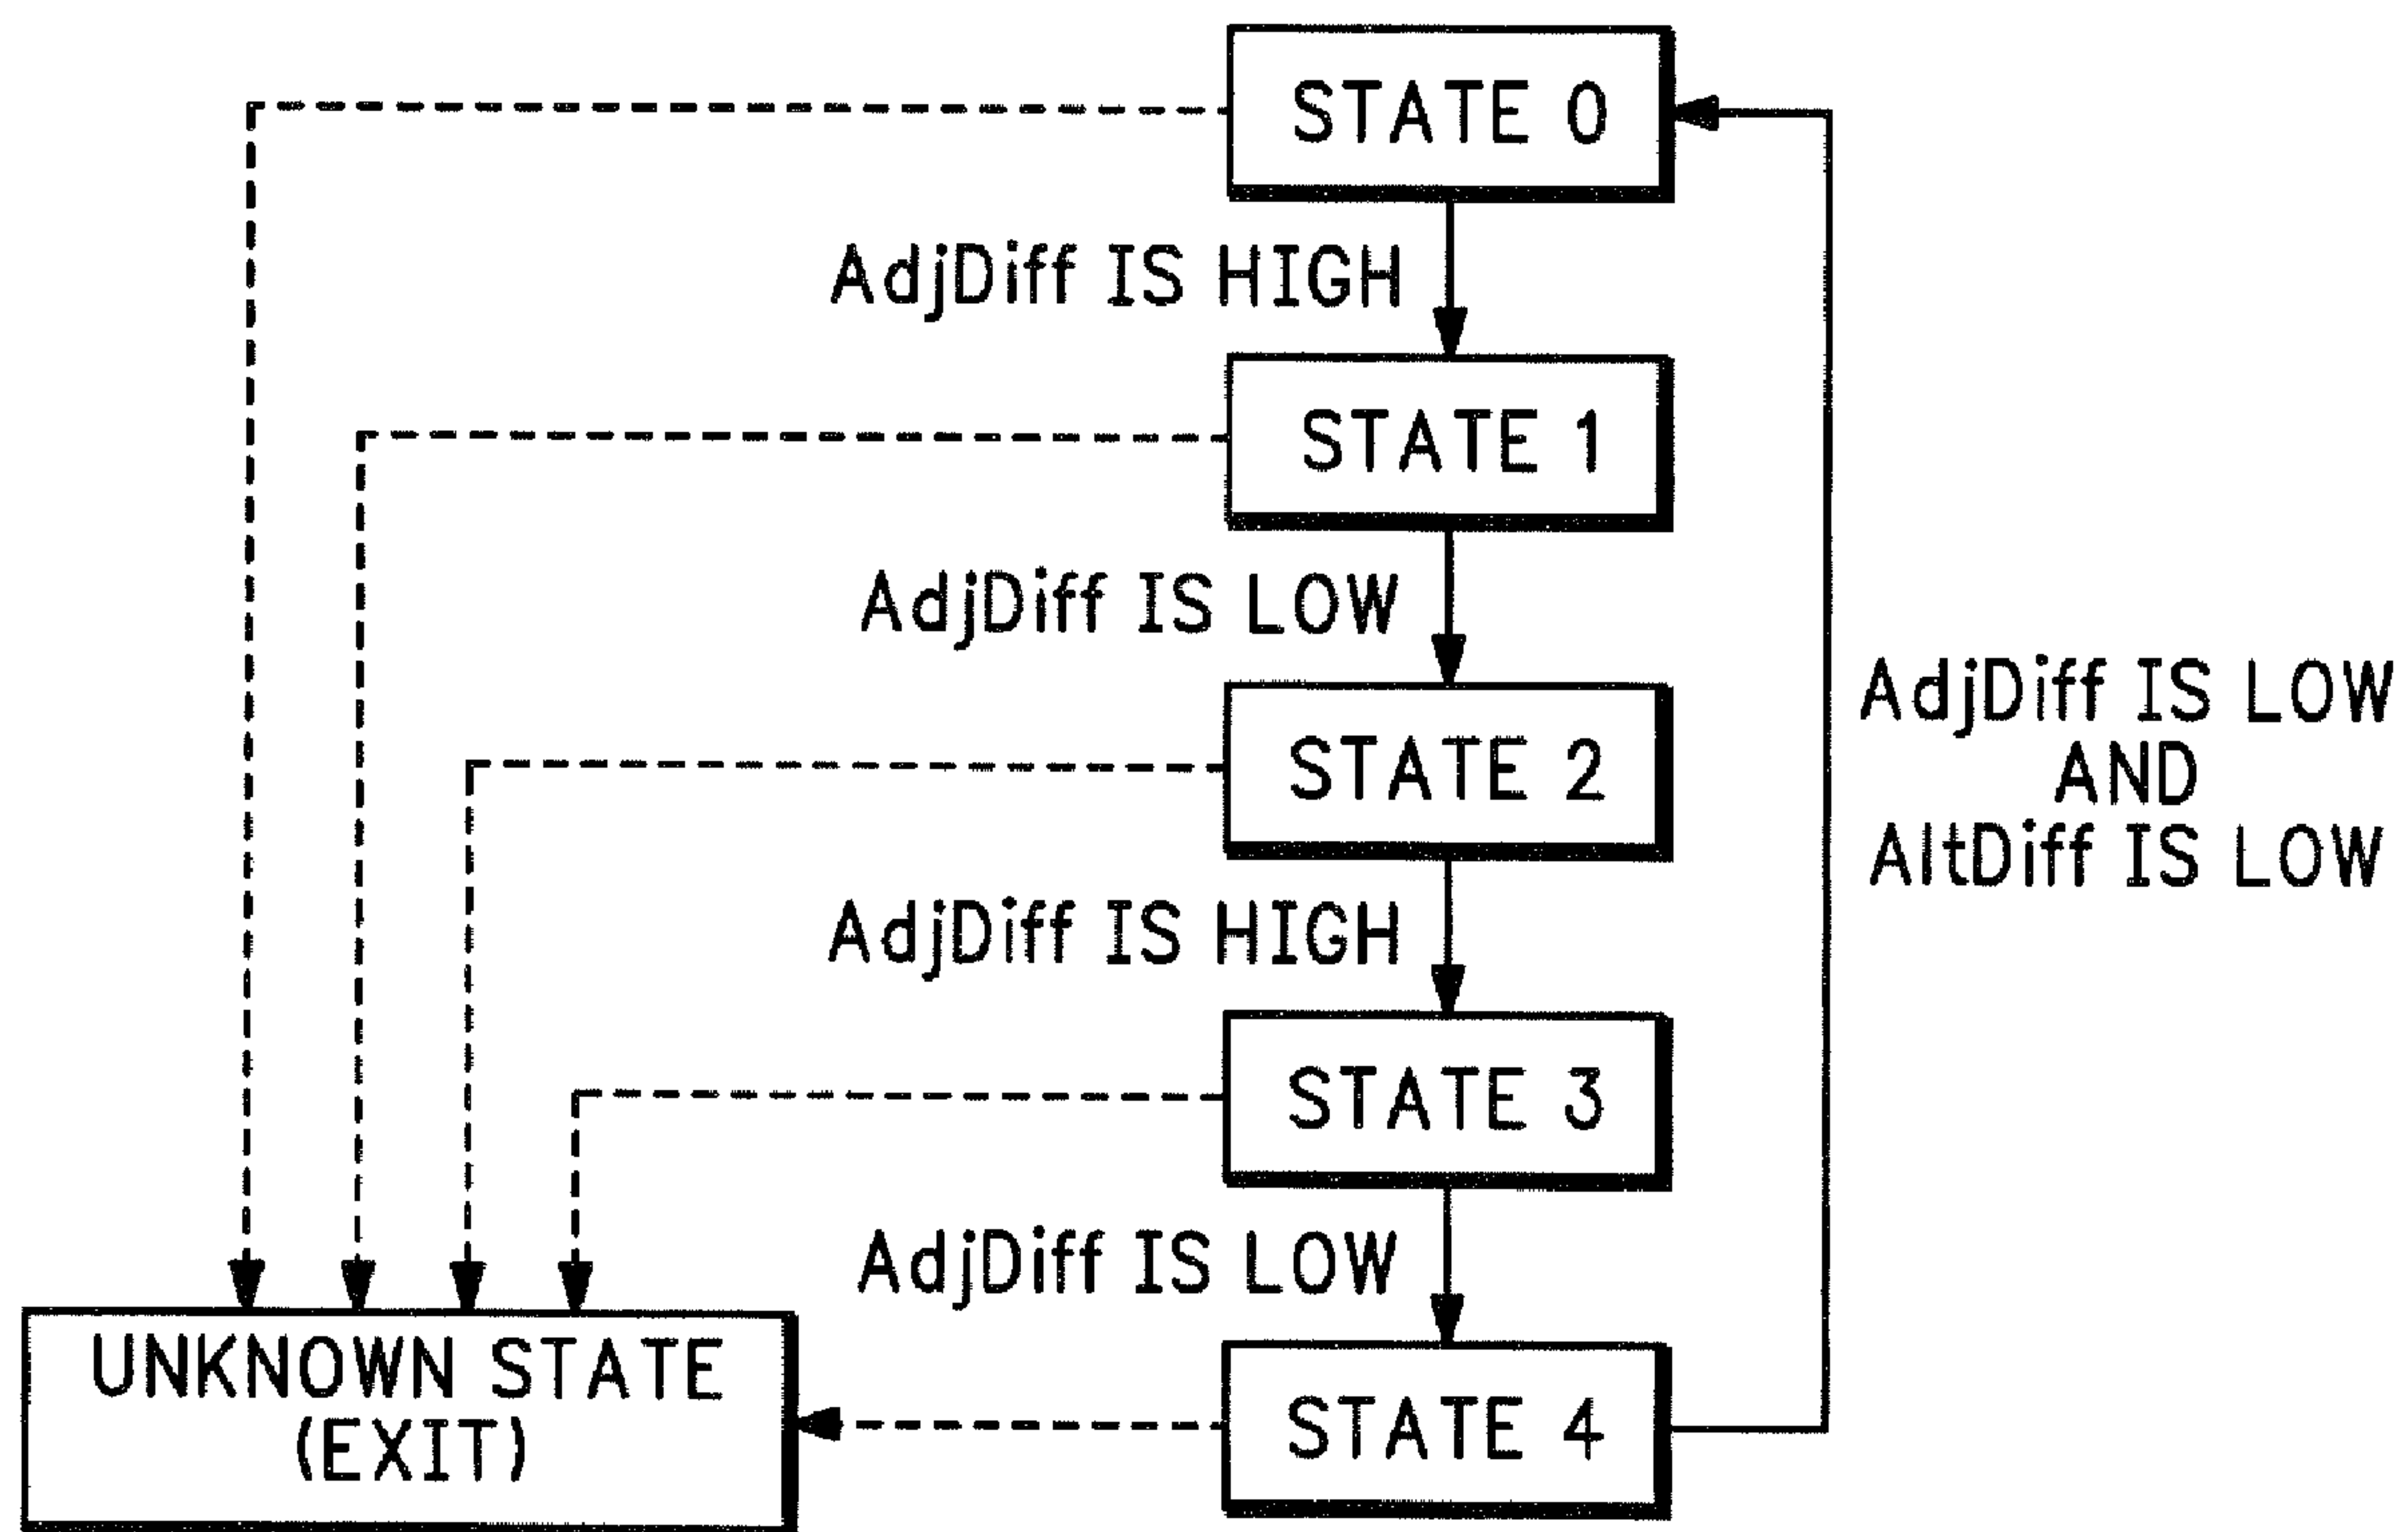 STATE 0
AdjDiff IS HIGH
STATE 1
AdjDiff IS LOW
STATE 2
AdjDiff IS HIGH
STATE 3
AdjDiff IS LOW
STATE 4
AdjDiff IS LOW
AND
AltDiff IS LOW
UNKNOWN STATE
(EXIT)